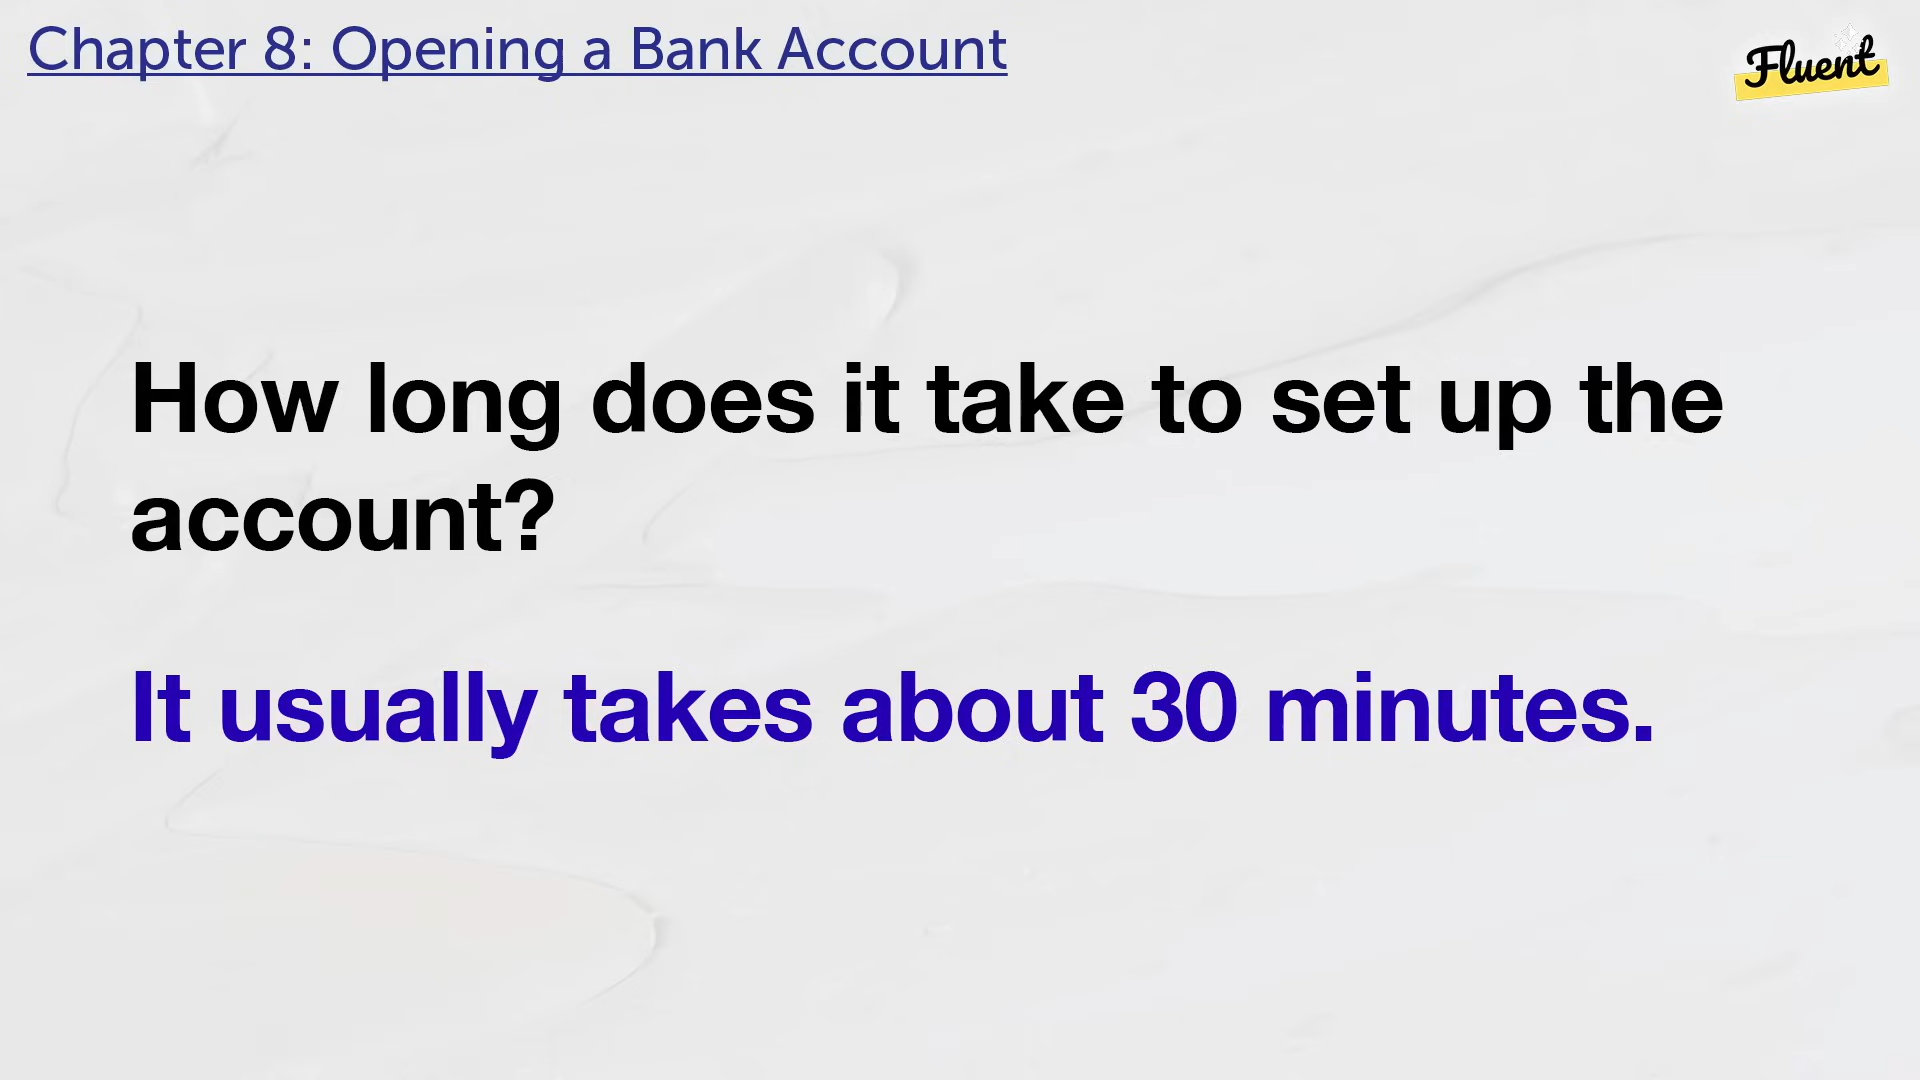 Chapter 8: Opening a Bank Account
Fluent
How long does it take to set up the
account?
It usually takes about 30 minutes.